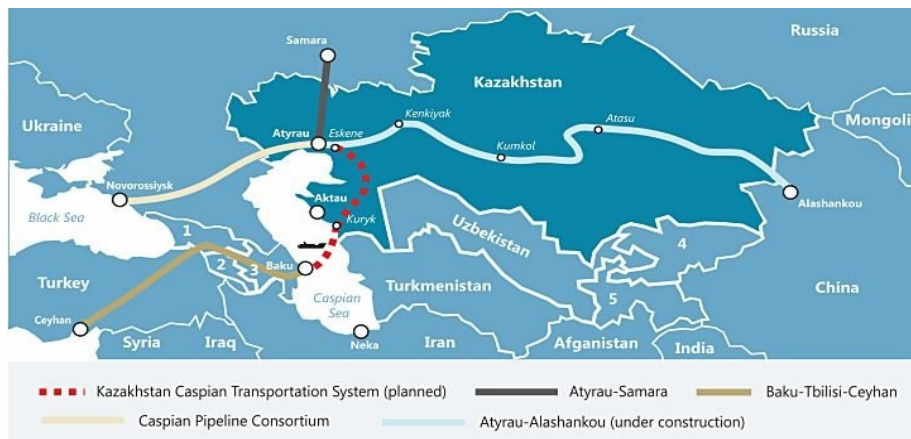 Samara
Russia
Kazakhstan
Ukraine
Atyrau
Eskene
Kenkiyak
Atasu
Mongoli
Kumkol
Novorossiysk
Aktau
Alashankou
Black Sea
Kuryk
Uzbekistan
1
4
2
3
Baku
Turkey
Turkmenistan
China
Caspian
Sea
5
Ceyhan
Syria
Iraq
Neka
Iran
Afghanistan
India
Kazakhstan Caspian Transportation System (planned)
Atyrau-Samara
Baku-Tbilisi-Ceyhan
Caspian Pipeline Consortium
Atyrau-Alashankou (under construction)